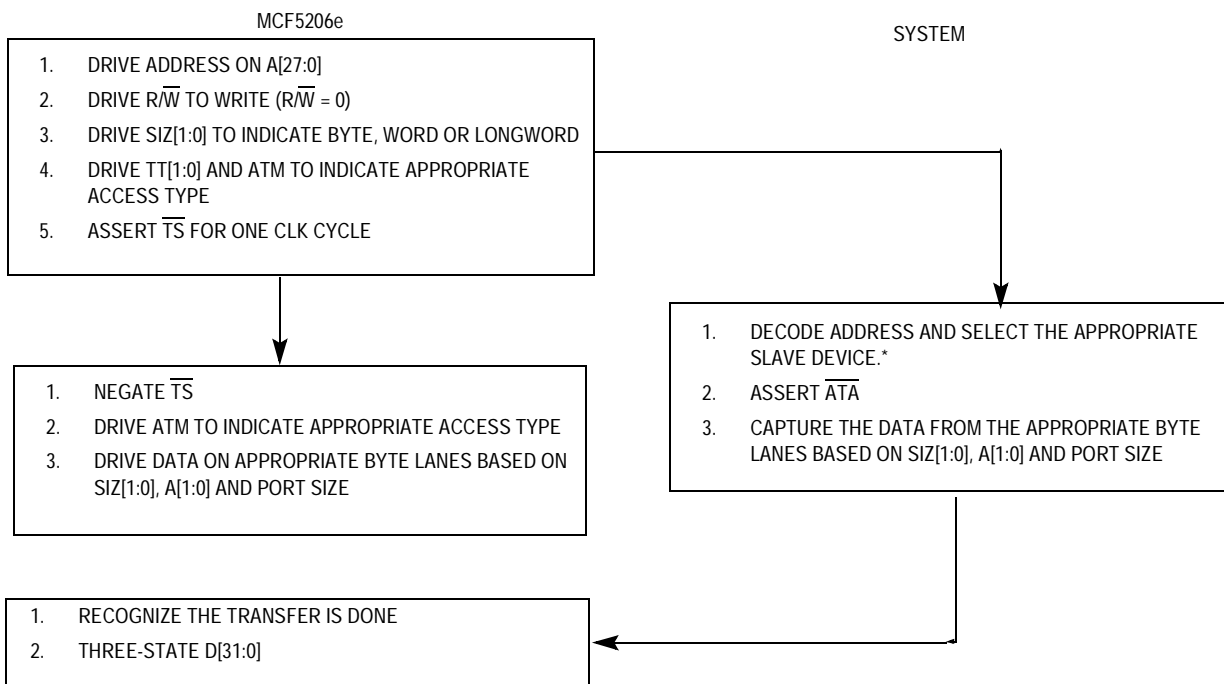 MCF5206e
SYSTEM
1. DRIVE ADDRESS ON A[27:0]
2. DRIVE R/W̅ TO WRITE (R/W̅ = 0)
3. DRIVE SIZ[1:0] TO INDICATE BYTE, WORD OR LONGWORD
4. DRIVE TT[1:0] AND ATM TO INDICATE APPROPRIATE
ACCESS TYPE
5. ASSERT T̅S̅ FOR ONE CLK CYCLE
1. DECODE ADDRESS AND SELECT THE APPROPRIATE
SLAVE DEVICE.*
2. ASSERT A̅T̅A̅
3. CAPTURE THE DATA FROM THE APPROPRIATE BYTE
LANES BASED ON SIZ[1:0], A[1:0] AND PORT SIZE
1. NEGATE T̅S̅
2. DRIVE ATM TO INDICATE APPROPRIATE ACCESS TYPE
3. DRIVE DATA ON APPROPRIATE BYTE LANES BASED ON
SIZ[1:0], A[1:0] AND PORT SIZE
1. RECOGNIZE THE TRANSFER IS DONE
2. THREE-STATE D[31:0]